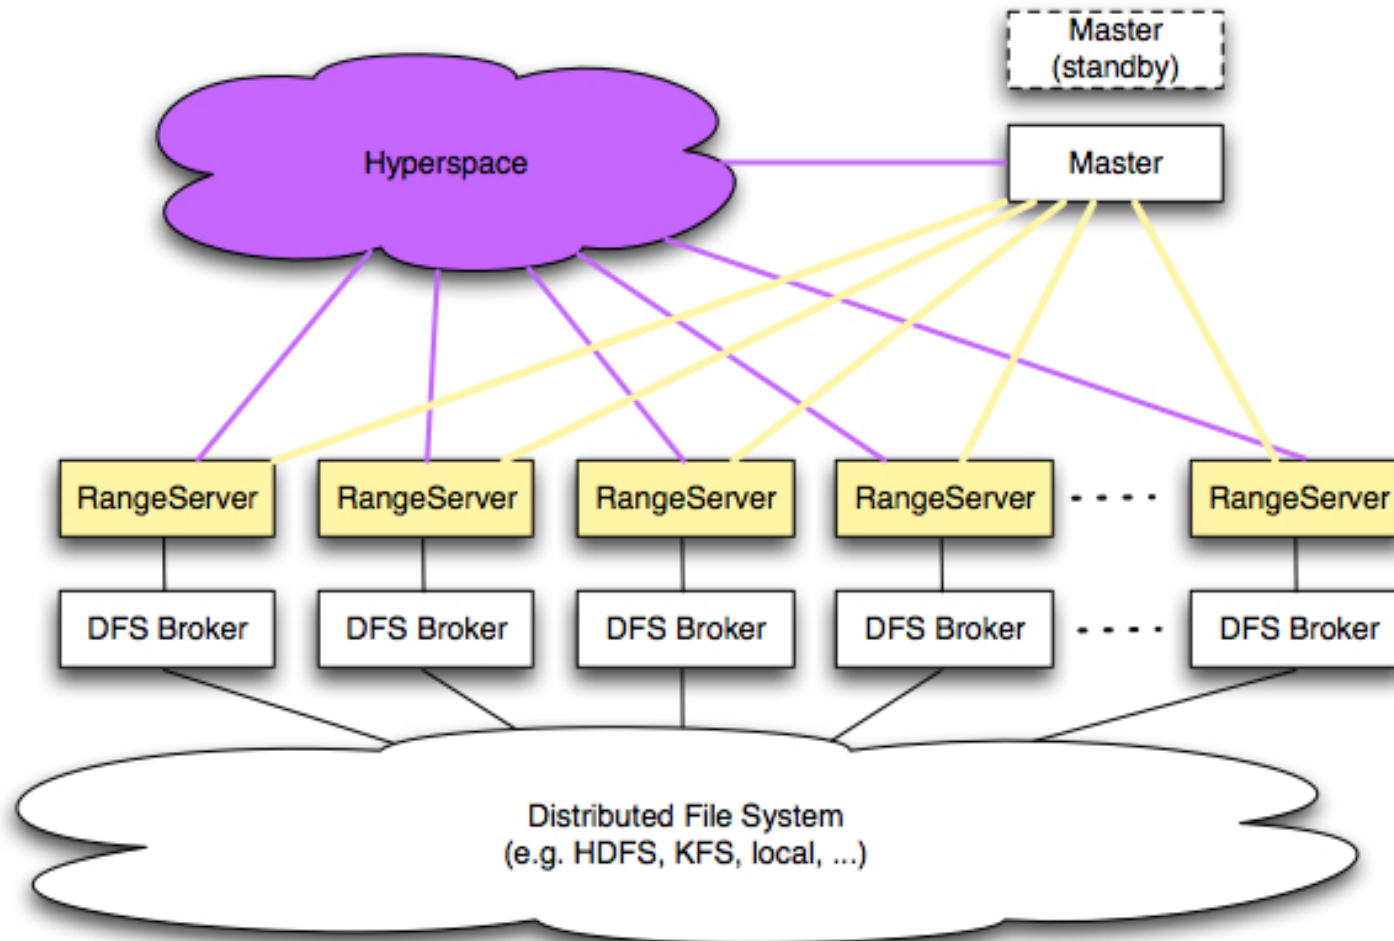 Master
(standby)
Hyperspace
Master
RangeServer
RangeServer
RangeServer
RangeServer
RangeServer
DFS Broker
DFS Broker
DFS Broker
DFS Broker
DFS Broker
Distributed File System
(e.g. HDFS, KFS, local, ...)